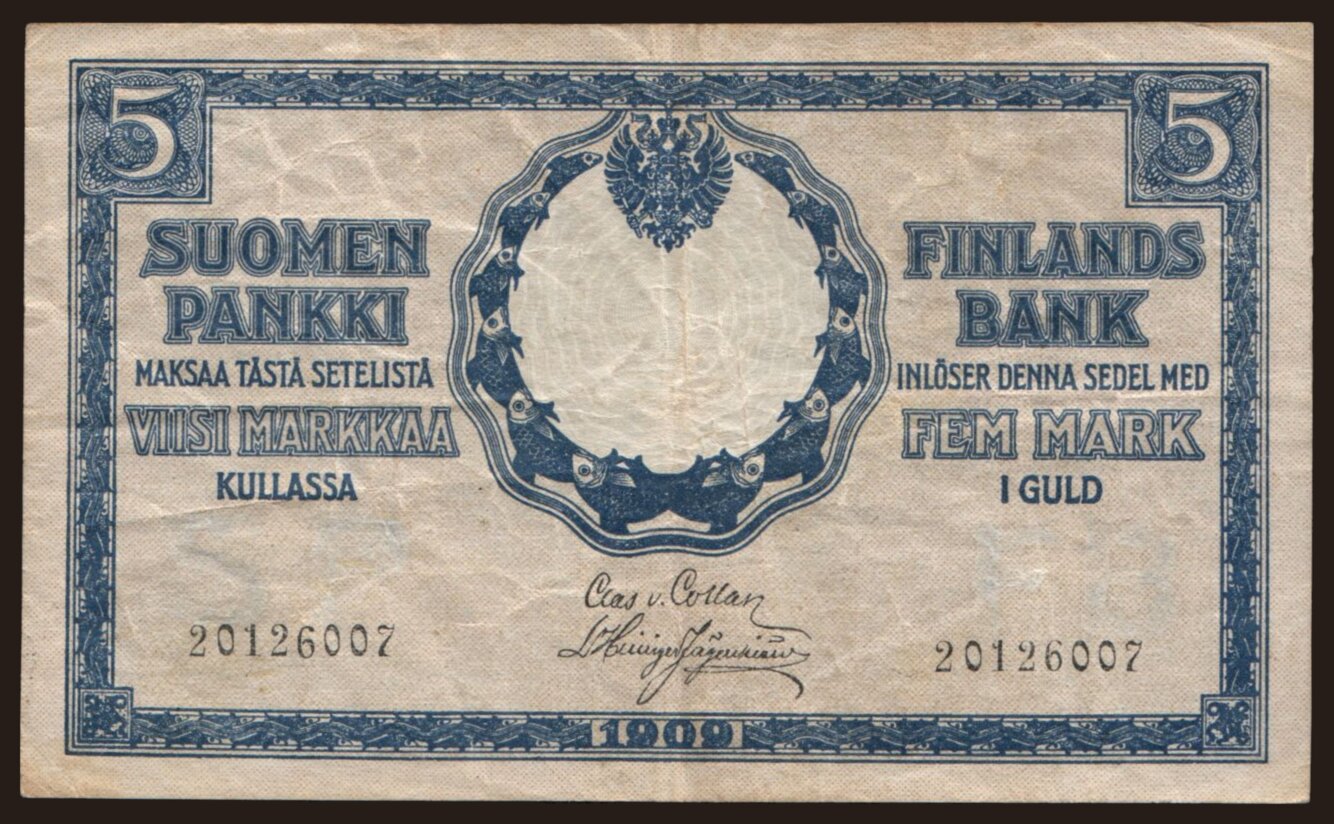 5
5
SUOMEN
PANKKI
MAKSAA TÄSTÄ SETELISTÄ
VIISI MARKKAA
KULLASSA
FINLANDS
BANK
INLÖSER DENNA SEDEL MED
FEM MARK
I GULD
Clas v. Collan
20126007
20126007
1909